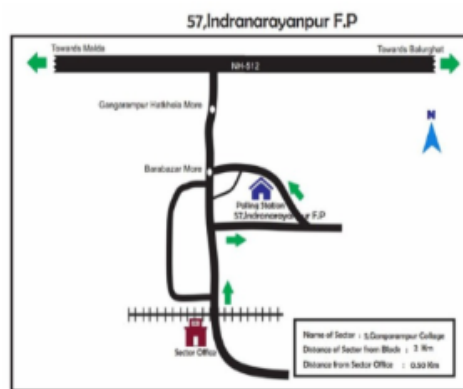 57,Indranarayanpur F.P
Towards Malda
Towards Balurghat
NH-512
Gangarampur Hatkhola More
N
Barabazar More
Polling Station
57,Indranarayanpur F.P
Sector Office
Name of Sector : 5,Gangarampur College
Distance of Sector from Block : 3 Km
Distance from Sector Office : 0.50 Km